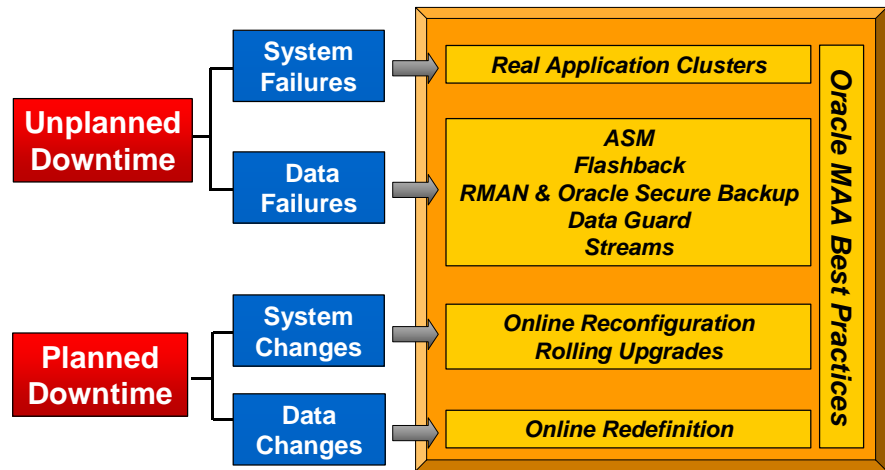 Unplanned
Downtime
System
Failures
Real Application Clusters
Data
Failures
ASM
Flashback
RMAN & Oracle Secure Backup
Data Guard
Streams
Planned
Downtime
System
Changes
Online Reconfiguration
Rolling Upgrades
Data
Changes
Online Redefinition
Oracle MAA Best Practices